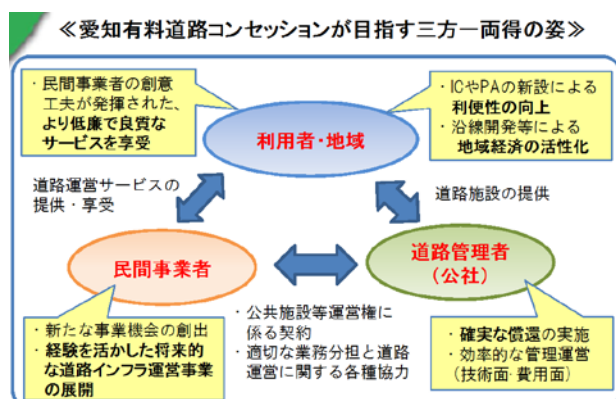 ≪愛知有料道路コンセッションが目指す三方一両得の姿≫
・民間事業者の創意
工夫が発揮された、
より低廉で良質な
サービスを享受
・ICやPAの新設による
利便性の向上
・沿線開発等による
地域経済の活性化
利用者・地域
道路運営サービスの
提供・享受
道路施設の提供
民間事業者
道路管理者
（公社）
・新たな事業機会の創出
・経験を活かした将来的
な道路インフラ運営事業
の展開
・公共施設等運営権に
係る契約
・適切な業務分担と道路
運営に関する各種協力
・確実な償還の実施
・効率的な管理運営
（技術面・費用面）